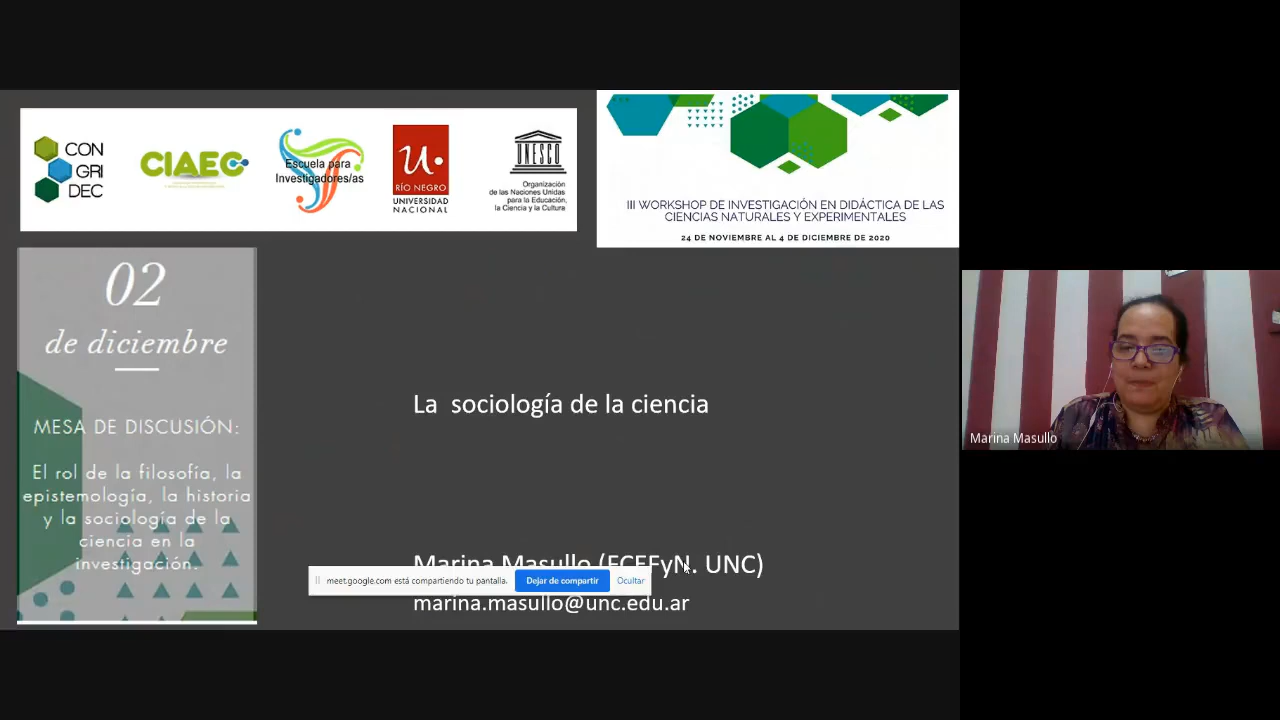 CON
GRI
DEC
CIAEC
Escuela para
Investigadores/as
u.
RÍO NEGRO
UNIVERSIDAD
NACIONAL
UNESCO
Organización
de las Naciones Unidas
para la Educación,
la Ciencia y la Cultura
III WORKSHOP DE INVESTIGACIÓN EN DIDÁCTICA DE LAS
CIENCIAS NATURALES Y EXPERIMENTALES
24 DE NOVIEMBRE AL 4 DE DICIEMBRE DE 2020
02
de diciembre
MESA DE DISCUSIÓN:
El rol de la filosofía, la
epistemología, la historia
y la sociología de la
ciencia en la
investigación.
La sociología de la ciencia
Marina Masullo (FCEFyN. UNC)
meet.google.com está compartiendo tu pantalla.
Dejar de compartir
Ocultar
marina.masullo@unc.edu.ar
Marina Masullo